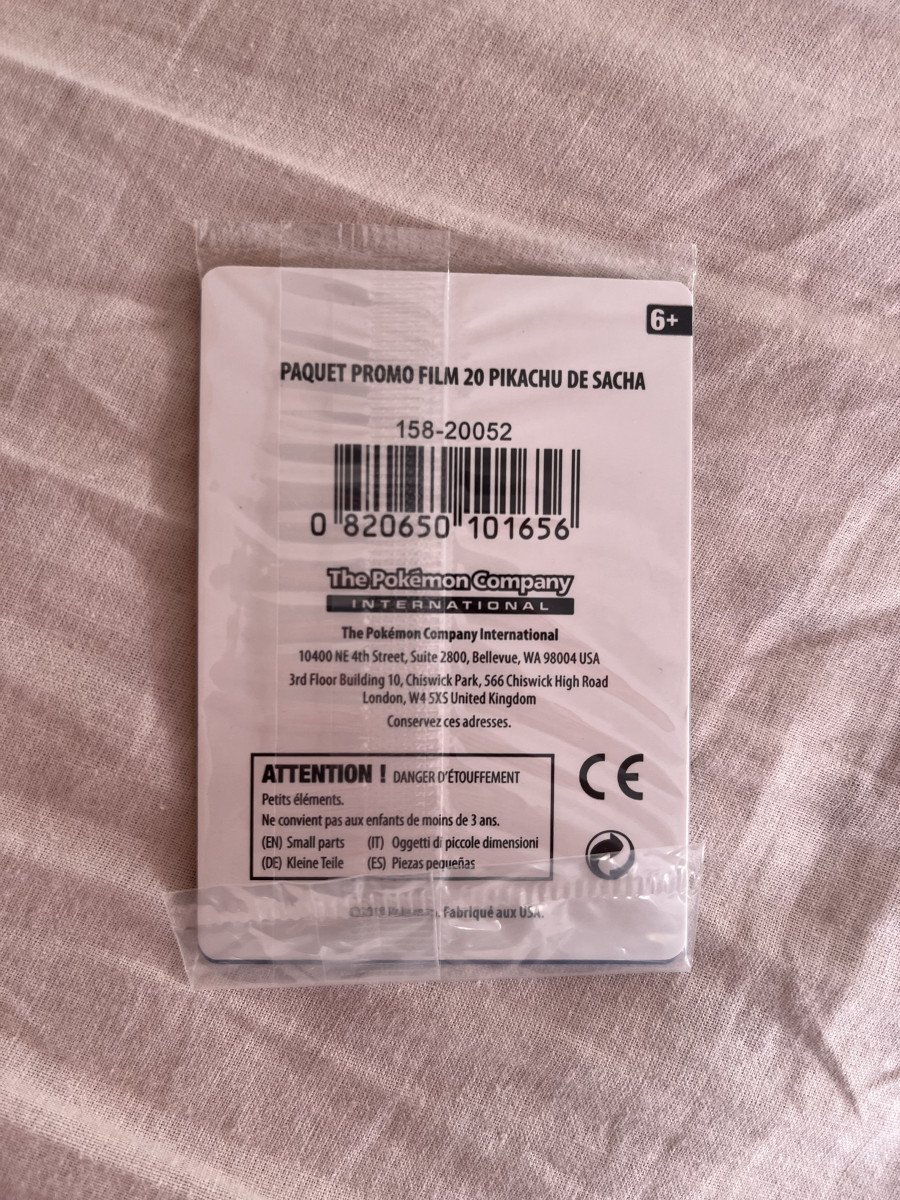 6+
PAQUET PROMO FILM 20 PIKACHU DE SACHA
158-20052
0 820650 101656
The Pokémon Company
INTERNATIONAL
The Pokémon Company International
10400 NE 4th Street, Suite 2800, Bellevue, WA 98004 USA
3rd Floor Building 10, Chiswick Park, 566 Chiswick High Road
London, W4 5XS United Kingdom
Conservez ces adresses.
ATTENTION ! DANGER D'ÉTOUFFEMENT
Petits éléments.
Ne convient pas aux enfants de moins de 3 ans.
(EN) Small parts (IT) Oggetti di piccole dimensioni
(DE) Kleine Teile (ES) Piezas pequeñas
CE
Fabriqué aux USA.